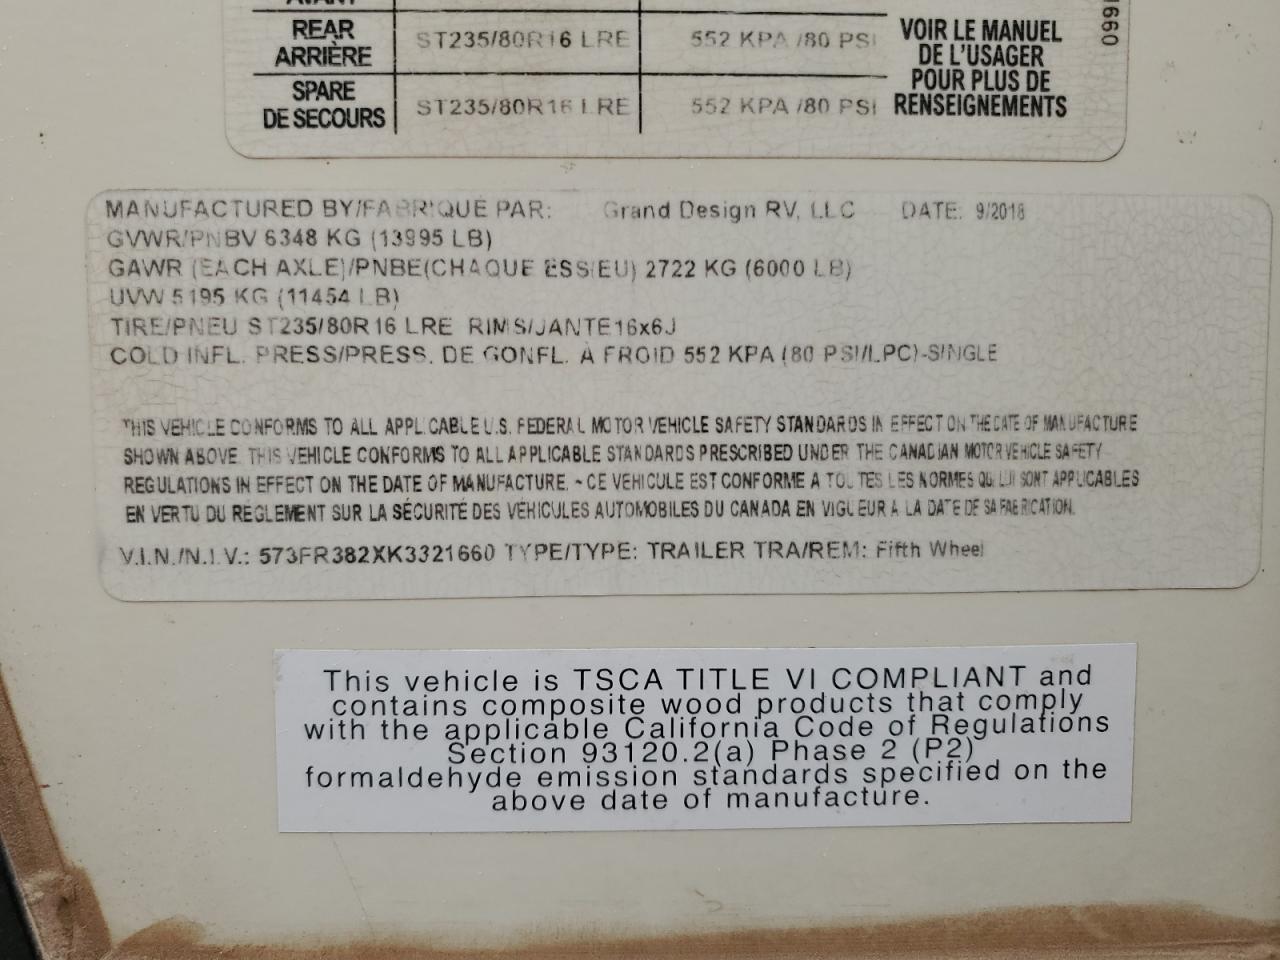 REAR
ARRIÈRE
ST235/80R16 LRE
552 KPA /80 PSI
SPARE
DE SECOURS
ST235/80R16 LRE
552 KPA /80 PSI
VOIR LE MANUEL
DE L'USAGER
POUR PLUS DE
RENSEIGNEMENTS
1660
MANUFACTURED BY/FABRIQUÉ PAR: Grand Design RV, LLC DATE: 9/2018
GVWR/PNBV 6348 KG (13995 LB)
GAWR (EACH AXLE)/PNBE(CHAQUE ESSIEU) 2722 KG (6000 LB)
UVW 5195 KG (11454 LB)
TIRE/PNEU ST235/80R16 LRE RIMS/JANTE16x6J
COLD INFL. PRESS/PRESS. DE GONFL. À FROID 552 KPA (80 PSI/LPC)-SINGLE
THIS VEHICLE CONFORMS TO ALL APPLICABLE U.S. FEDERAL MOTOR VEHICLE SAFETY STANDARDS IN EFFECT ON THE DATE OF MANUFACTURE
SHOWN ABOVE. THIS VEHICLE CONFORMS TO ALL APPLICABLE STANDARDS PRESCRIBED UNDER THE CANADIAN MOTOR VEHICLE SAFETY
REGULATIONS IN EFFECT ON THE DATE OF MANUFACTURE. - CE VEHICULE EST CONFORME A TOUTES LES NORMES QUI LUI SONT APPLICABLES
EN VERTU DU RÈGLEMENT SUR LA SÉCURITÉ DES VÉHICULES AUTOMOBILES DU CANADA EN VIGUEUR A LA DATE DE SA FABRICATION.
V.I.N./N.I.V.: 573FR382XK3321660 TYPE/TYPE: TRAILER TRA/REM: Fifth Wheel
This vehicle is TSCA TITLE VI COMPLIANT and
contains composite wood products that comply
with the applicable California Code of Regulations
Section 93120.2(a) Phase 2 (P2)
formaldehyde emission standards specified on the
above date of manufacture.